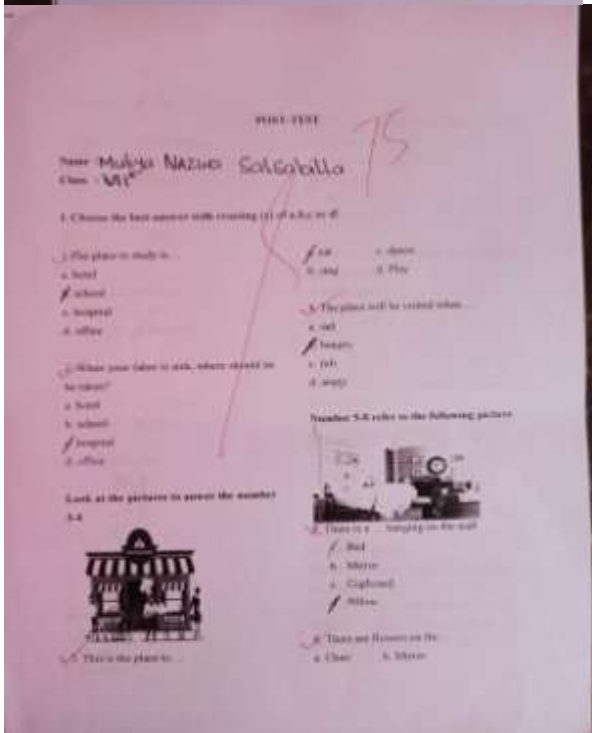 POST-TEST
75
Name : Mulya Nazwa Salsabilla
Class : VII
I. Choose the best answer with crossing (x) of a,b,c or d!
1. The place to study is...
a. hotel
b. school
c. hospital
d. office
2. When your father is sick, where should he be taken?
a. hotel
b. school
c. hospital
d. office
Look at the pictures to answer the number
3-4
3. This is the place to ...
a. eat c. dance
b. sing d. Play
4. The place will be visited when...
a. sad
b. hungry
c. full
d. angry
Number 5-8 refer to the following picture
5. There is a ... hanging on the wall
a. Bed
b. Mirror
c. Cupboard
d. Pillow
6. There are flowers on the...
a. Chair b. Mirror